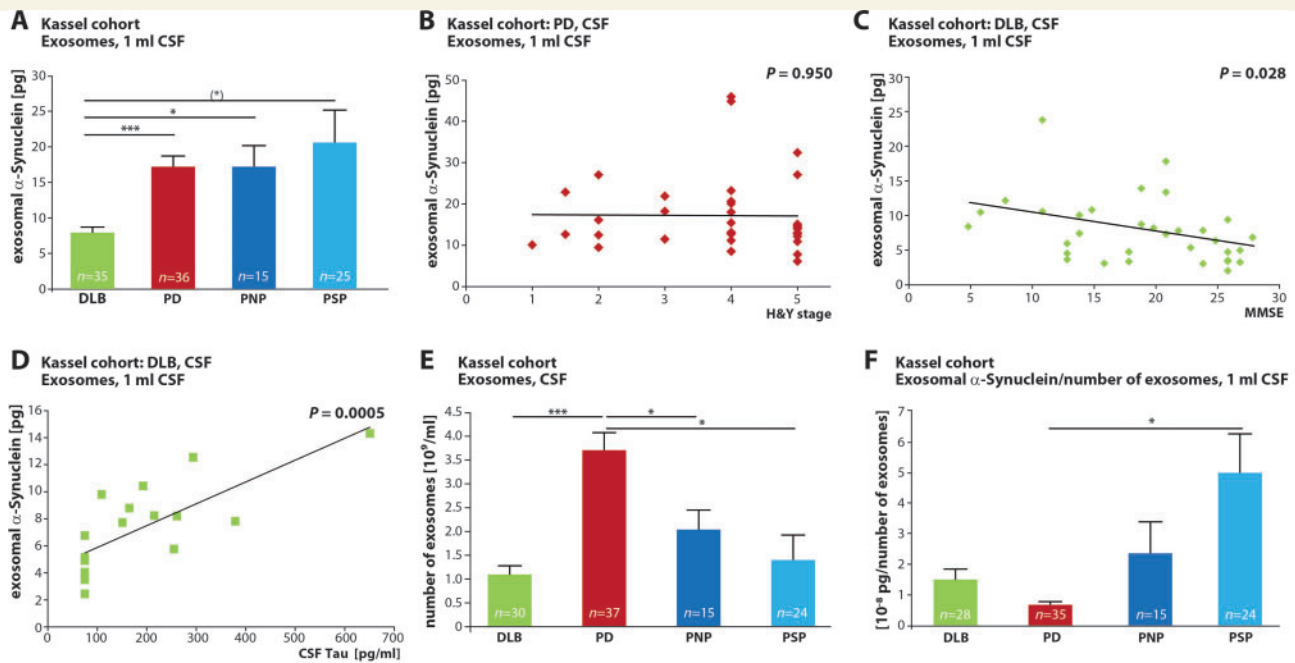 A Kassel cohort
Exosomes, 1 ml CSF
exosomal α-Synuclein [pg]
30
25
20
15
10
5
0
(*)
*
***
n=35
n=36
n=15
n=25
DLB
PD
PNP
PSP
B Kassel cohort: PD, CSF
Exosomes, 1 ml CSF
P = 0.950
exosomal α-Synuclein [pg]
50
40
30
20
10
0
0
1
2
3
4
5
H&Y stage
C Kassel cohort: DLB, CSF
Exosomes, 1 ml CSF
P = 0.028
exosomal α-Synuclein [pg]
30
25
20
15
10
5
0
0
5
10
15
20
25
30
MMSE
D Kassel cohort: DLB, CSF
Exosomes, 1 ml CSF
P = 0.0005
exosomal α-Synuclein [pg]
16
14
12
10
8
6
4
2
0
0
100
200
300
400
500
600
700
CSF Tau [pg/ml]
E Kassel cohort
Exosomes, CSF
number of exosomes [10⁹/ml]
4.5
4.0
3.5
3.0
2.5
2.0
1.5
1.0
0.5
0
***
*
*
n=30
n=37
n=15
n=24
DLB
PD
PNP
PSP
F Kassel cohort
Exosomal α-Synuclein/number of exosomes, 1 ml CSF
exosomal α-Synuclein
[10⁻⁸ pg/number of exosomes]
7
6
5
4
3
2
1
0
*
n=28
n=35
n=15
n=24
DLB
PD
PNP
PSP